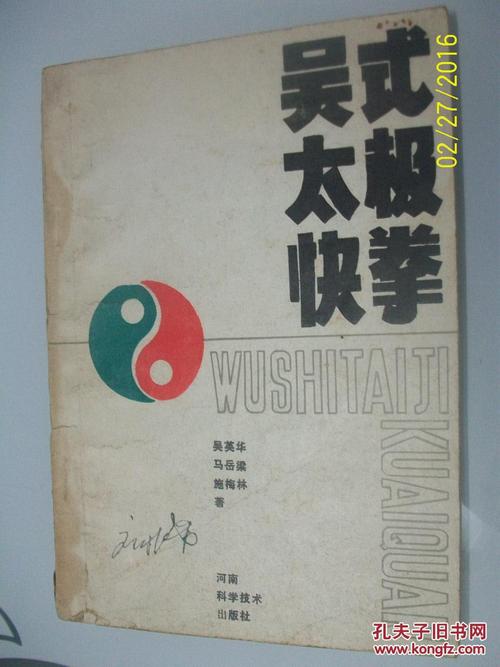 吴式
太极
快拳
WUSHITAIJI
KUAIQUAN
吴英华
马岳梁
施梅林
著
河南
科学技术
出版社
02/27/2016
孔夫子旧书网
www.kongfz.com